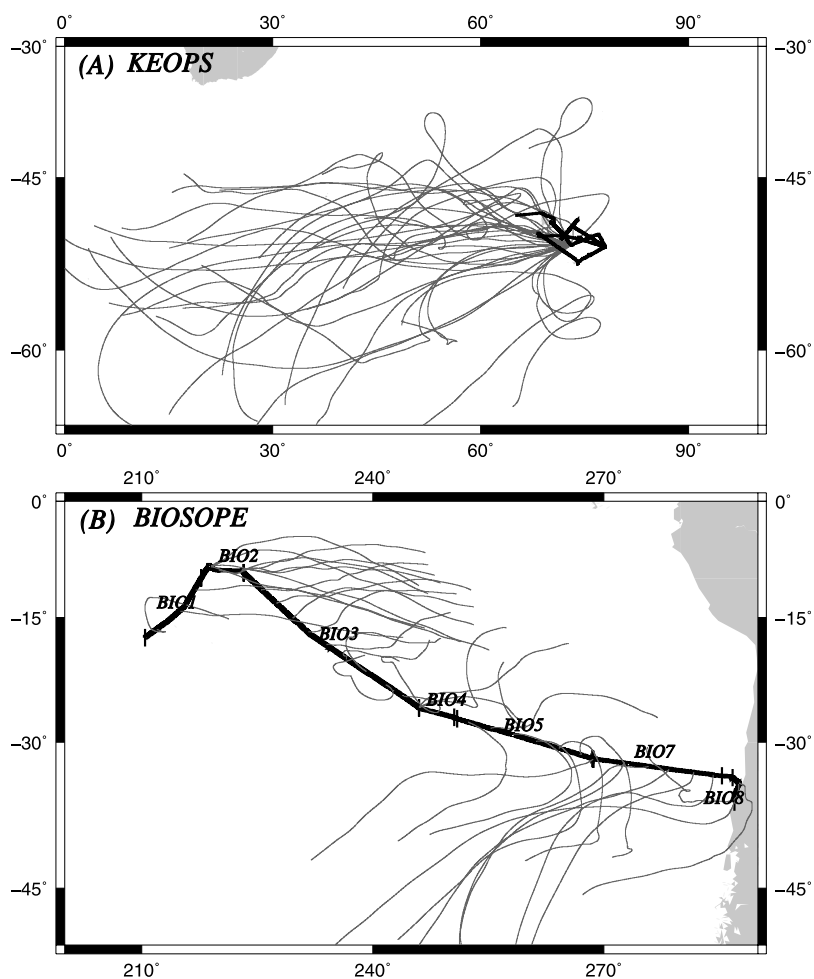 0° 30° 60° 90°
−30° −30°
(A) KEOPS
−45° −45°
−60° −60°
0° 30° 60° 90°
210° 240° 270°
0° 0°
(B) BIOSOPE
BIO2
BIO1
−15° −15°
BIO3
BIO4
BIO5
−30° −30°
BIO7
BIO8
−45° −45°
210° 240° 270°